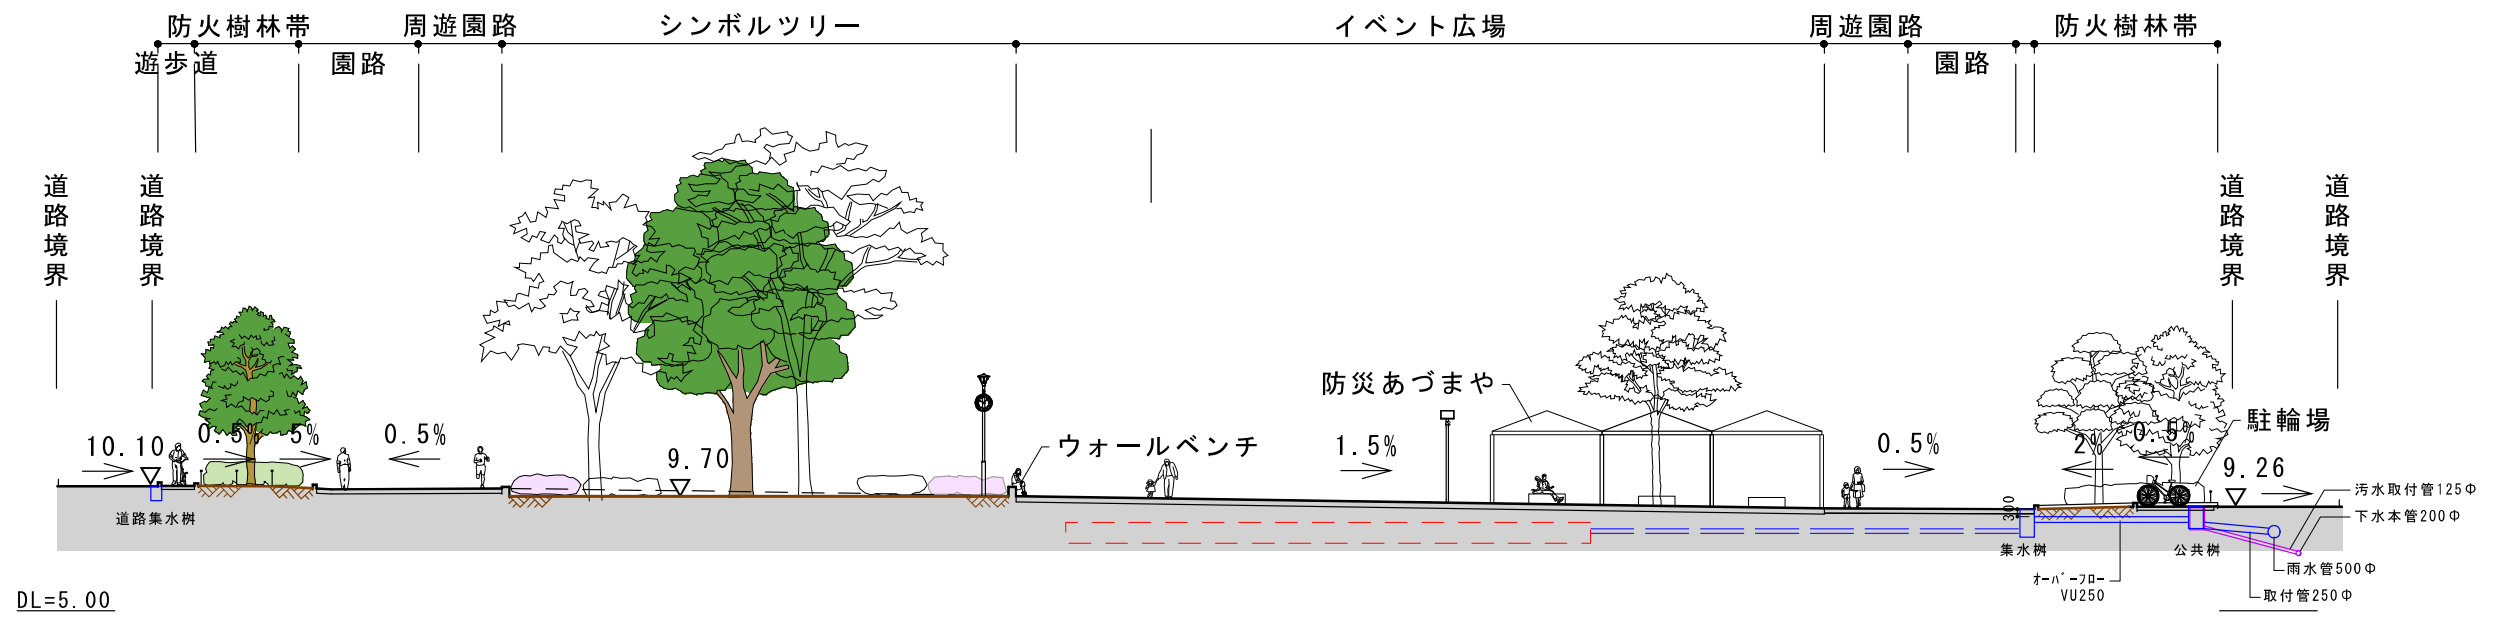 防火樹林帯
周遊園路
シンボルツリー
イベント広場
周遊園路
防火樹林帯
遊歩道
園路
園路
道路境界
道路境界
道路境界
道路境界
防災あづまや
駐輪場
ウォールベンチ
10.10
0.5%
5%
0.5%
9.70
1.5%
0.5%
2%
0.5%
9.26
道路集水桝
300
汚水取付管125Φ
下水本管200Φ
集水桝
公共桝
雨水管500Φ
オーバーフロー
VU250
取付管250Φ
DL=5.00